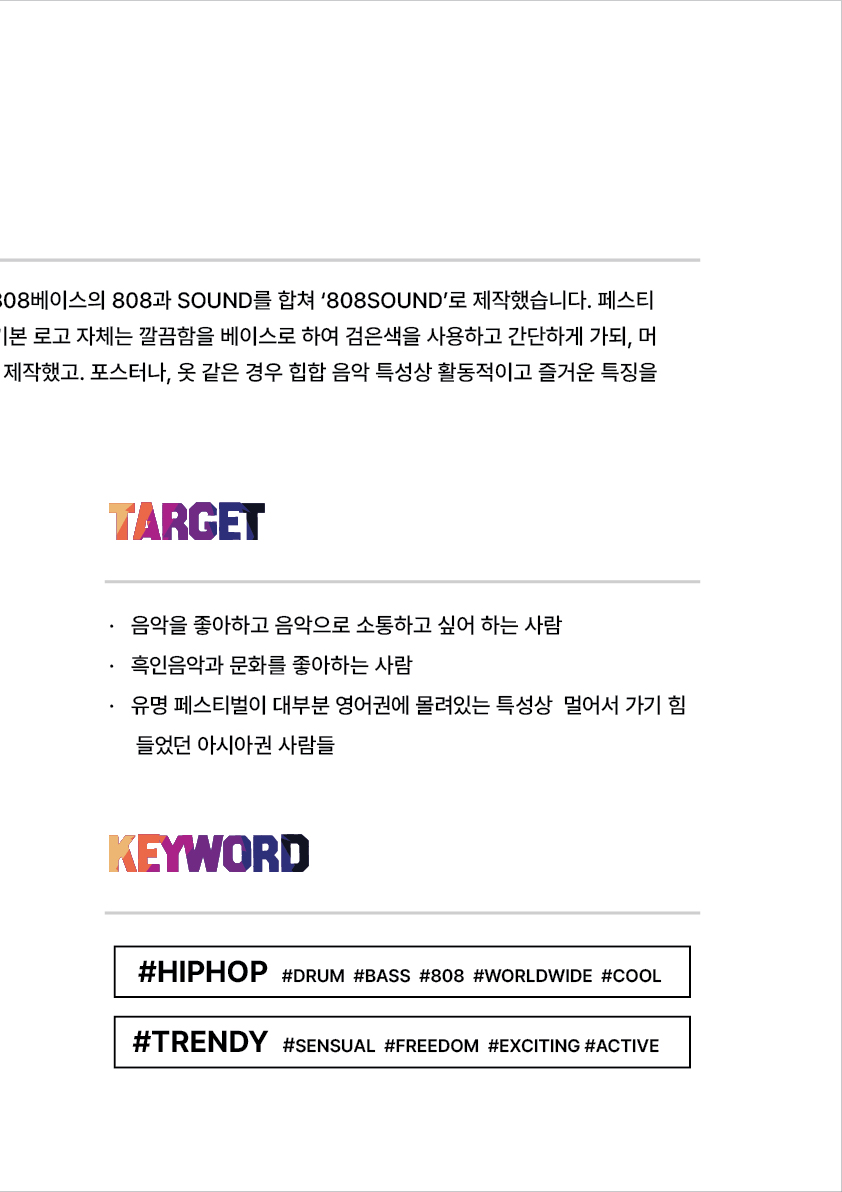 808베이스의 808과 SOUND를 합쳐 ‘808SOUND’로 제작했습니다. 페스티
기본 로고 자체는 깔끔함을 베이스로 하여 검은색을 사용하고 간단하게 가되, 머
제작했고. 포스터나, 옷 같은 경우 힙합 음악 특성상 활동적이고 즐거운 특징을
TARGET
· 음악을 좋아하고 음악으로 소통하고 싶어 하는 사람
· 흑인음악과 문화를 좋아하는 사람
· 유명 페스티벌이 대부분 영어권에 몰려있는 특성상 멀어서 가기 힘
들었던 아시아권 사람들
KEYWORD
#HIPHOP #DRUM #BASS #808 #WORLDWIDE #COOL
#TRENDY #SENSUAL #FREEDOM #EXCITING #ACTIVE